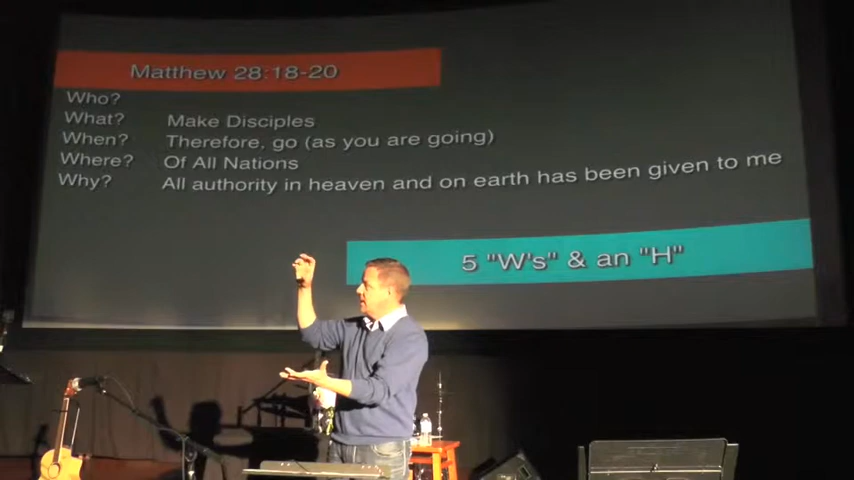 Matthew 28:18-20
Who?
What? Make Disciples
When? Therefore, go (as you are going)
Where? Of All Nations
Why? All authority in heaven and on earth has been given to me
5 "W's" & an "H"